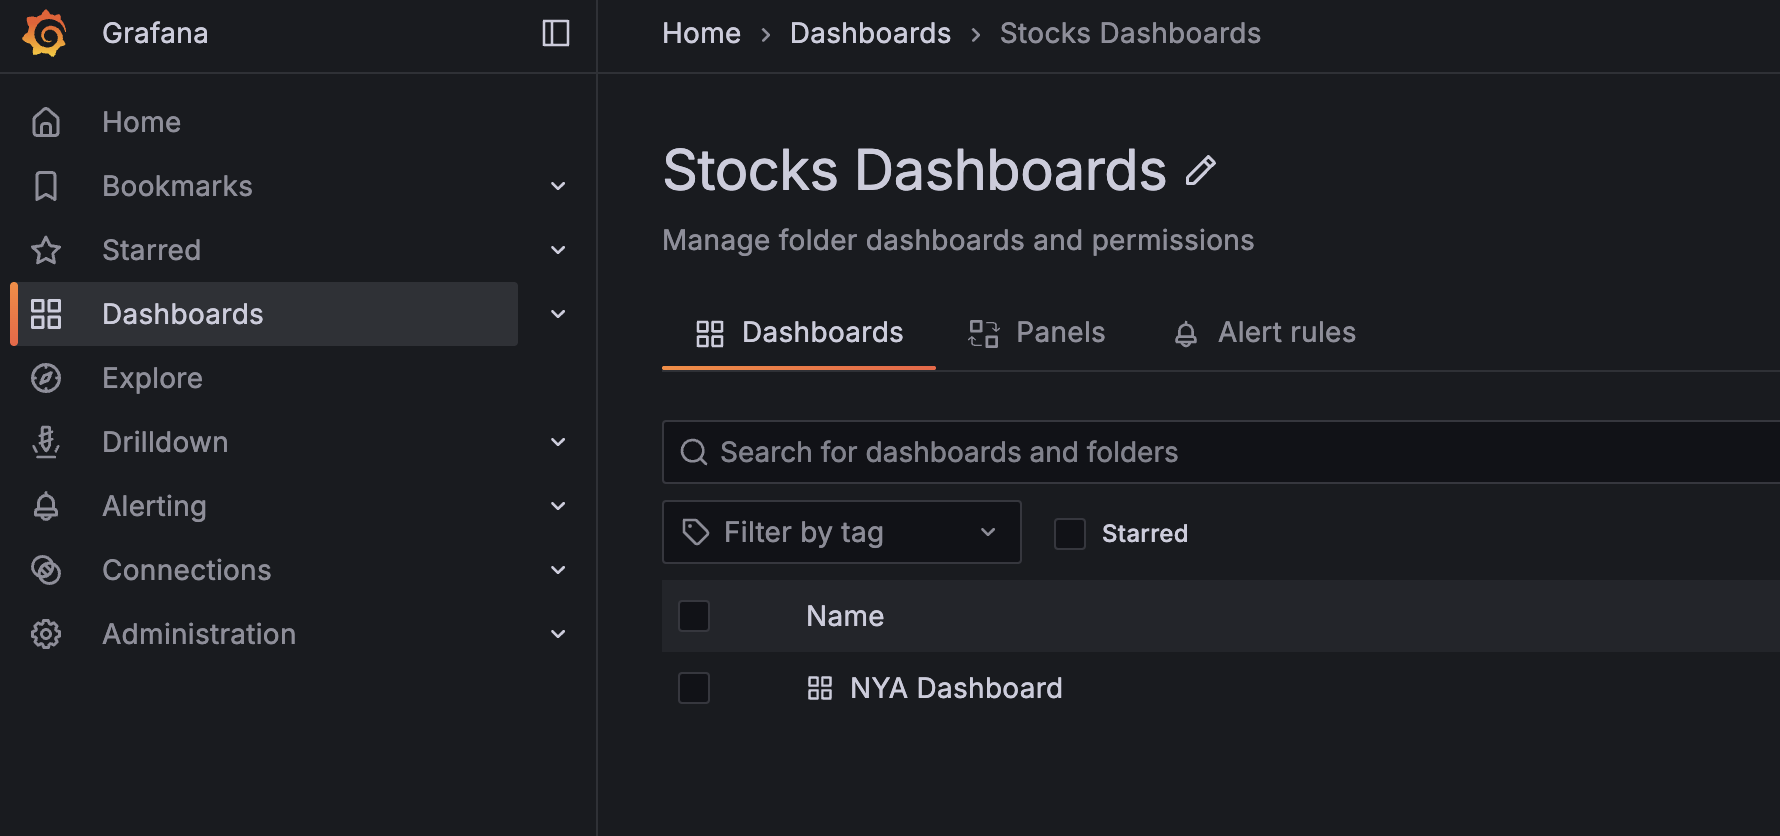 Grafana
Home
Bookmarks
Starred
Dashboards
Explore
Drilldown
Alerting
Connections
Administration
Home › Dashboards › Stocks Dashboards
Stocks Dashboards
Manage folder dashboards and permissions
Dashboards Panels Alert rules
Search for dashboards and folders
Filter by tag Starred
Name
NYA Dashboard